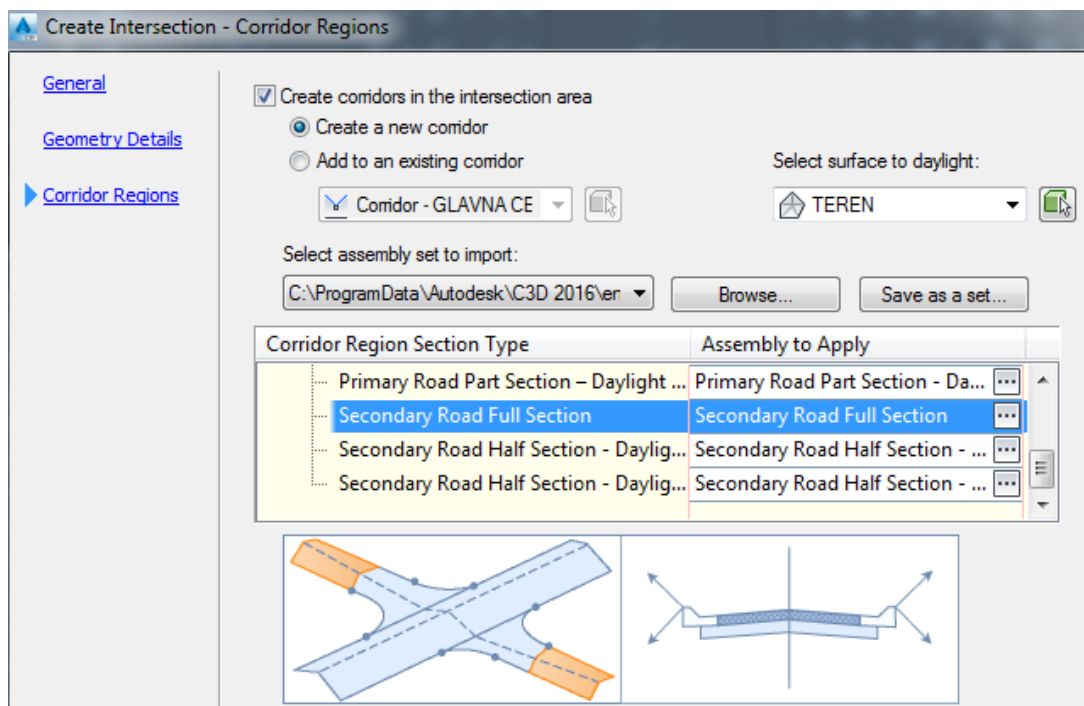 Create Intersection - Corridor Regions
General
Geometry Details
Corridor Regions
Create corridors in the intersection area
Create a new corridor
Add to an existing corridor
Select surface to daylight:
Corridor - GLAVNA CE
TEREN
Select assembly set to import:
C:\ProgramData\Autodesk\C3D 2016\en
Browse...
Save as a set...
Corridor Region Section Type Assembly to Apply
Primary Road Part Section – Daylight ... Primary Road Part Section - Da... ...
Secondary Road Full Section Secondary Road Full Section ...
Secondary Road Half Section - Daylig... Secondary Road Half Section - ... ...
Secondary Road Half Section - Daylig... Secondary Road Half Section - ... ...